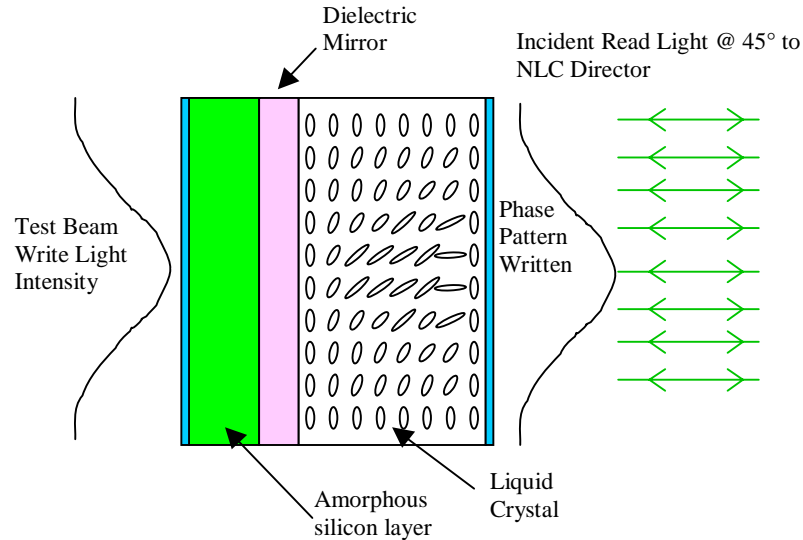 Dielectric
Mirror
Incident Read Light @ 45° to
NLC Director
Test Beam
Write Light
Intensity
Phase
Pattern
Written
Amorphous
silicon layer
Liquid
Crystal